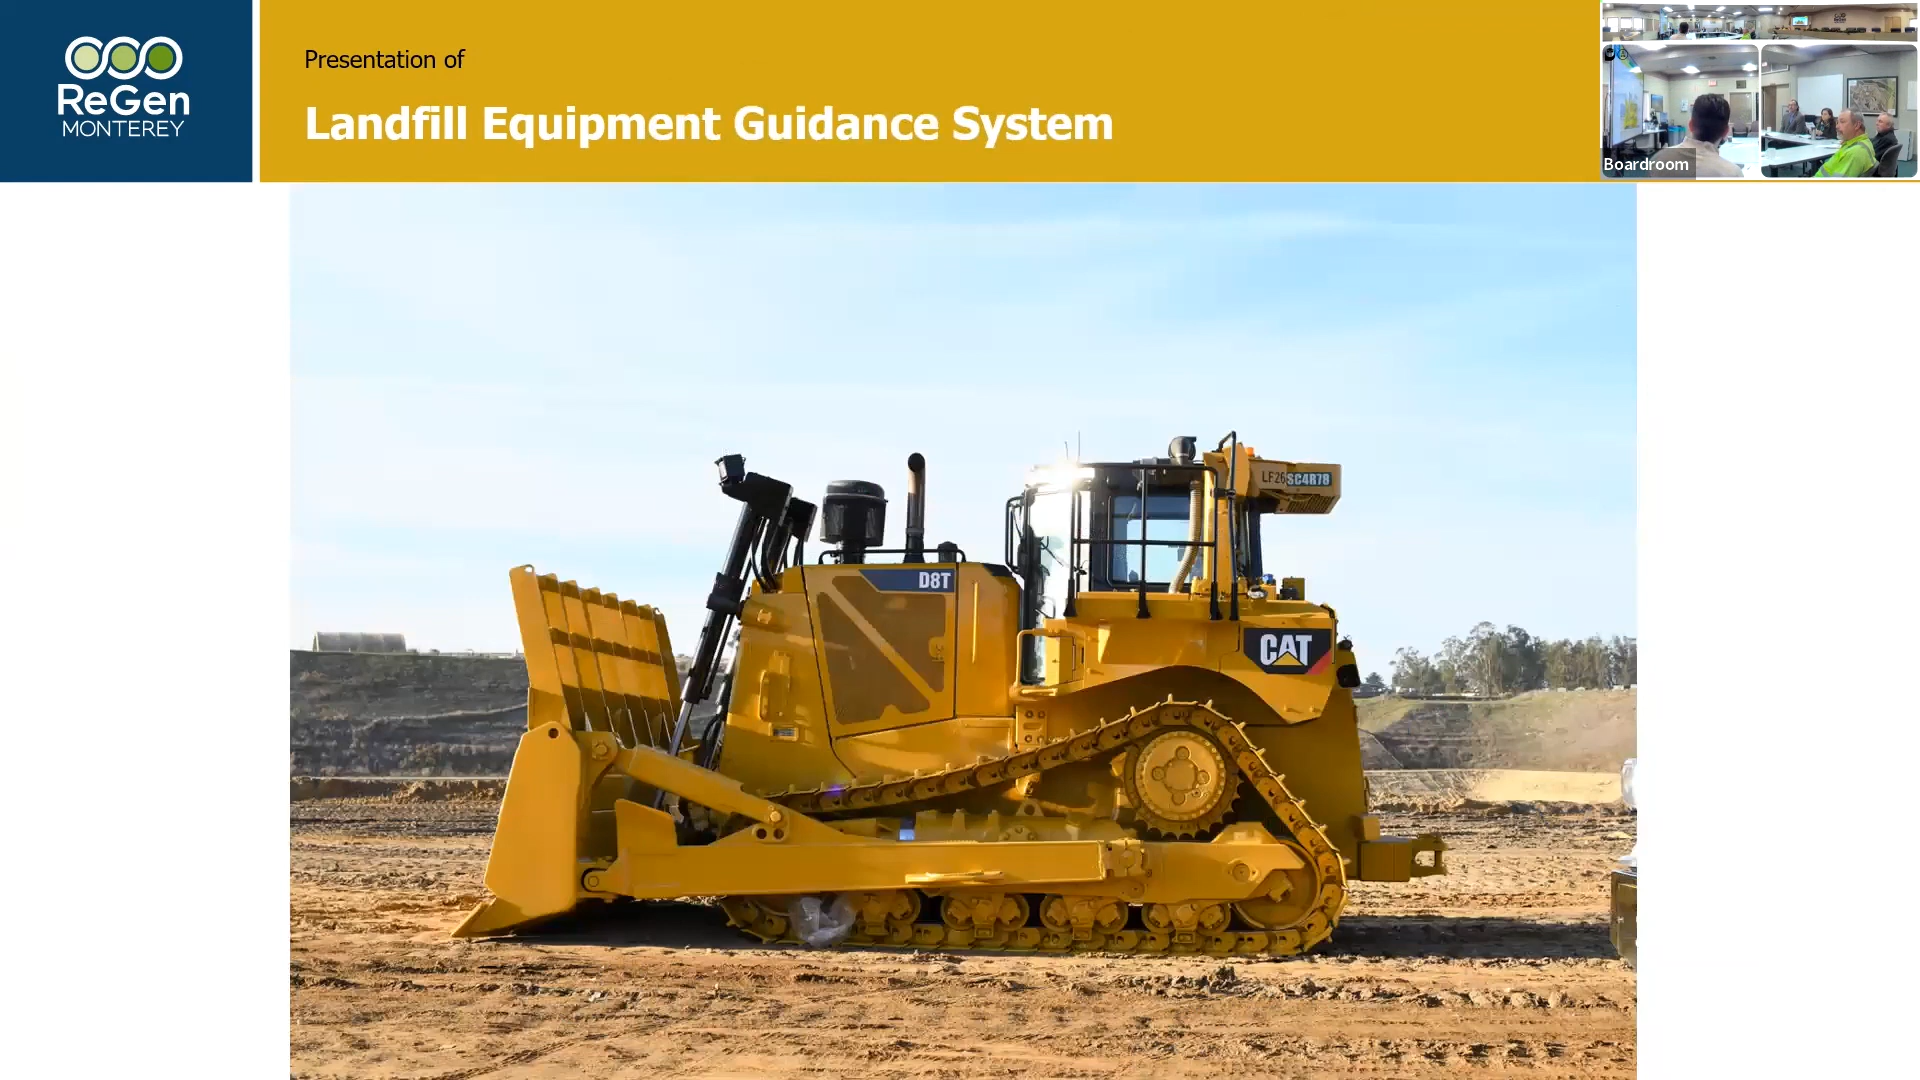 ReGen
MONTEREY
Presentation of
Landfill Equipment Guidance System
Boardroom
LF26
SC4R78
D8T
CAT